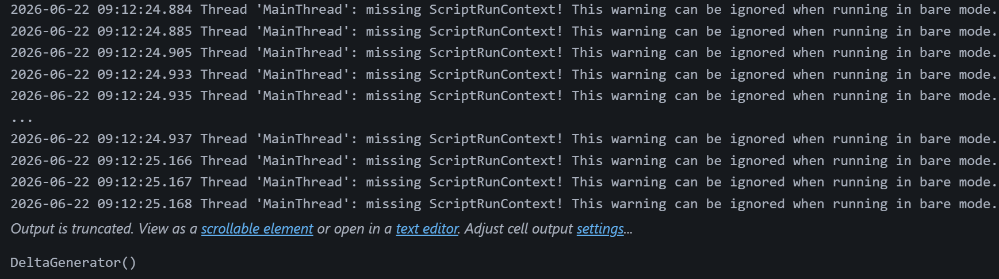 2026-06-22 09:12:24.884 Thread 'MainThread': missing ScriptRunContext! This warning can be ignored when running in bare mode.
2026-06-22 09:12:24.885 Thread 'MainThread': missing ScriptRunContext! This warning can be ignored when running in bare mode.
2026-06-22 09:12:24.905 Thread 'MainThread': missing ScriptRunContext! This warning can be ignored when running in bare mode.
2026-06-22 09:12:24.933 Thread 'MainThread': missing ScriptRunContext! This warning can be ignored when running in bare mode.
2026-06-22 09:12:24.935 Thread 'MainThread': missing ScriptRunContext! This warning can be ignored when running in bare mode.
...
2026-06-22 09:12:24.937 Thread 'MainThread': missing ScriptRunContext! This warning can be ignored when running in bare mode.
2026-06-22 09:12:25.166 Thread 'MainThread': missing ScriptRunContext! This warning can be ignored when running in bare mode.
2026-06-22 09:12:25.167 Thread 'MainThread': missing ScriptRunContext! This warning can be ignored when running in bare mode.
2026-06-22 09:12:25.168 Thread 'MainThread': missing ScriptRunContext! This warning can be ignored when running in bare mode.
Output is truncated. View as a scrollable element or open in a text editor. Adjust cell output settings...
DeltaGenerator()